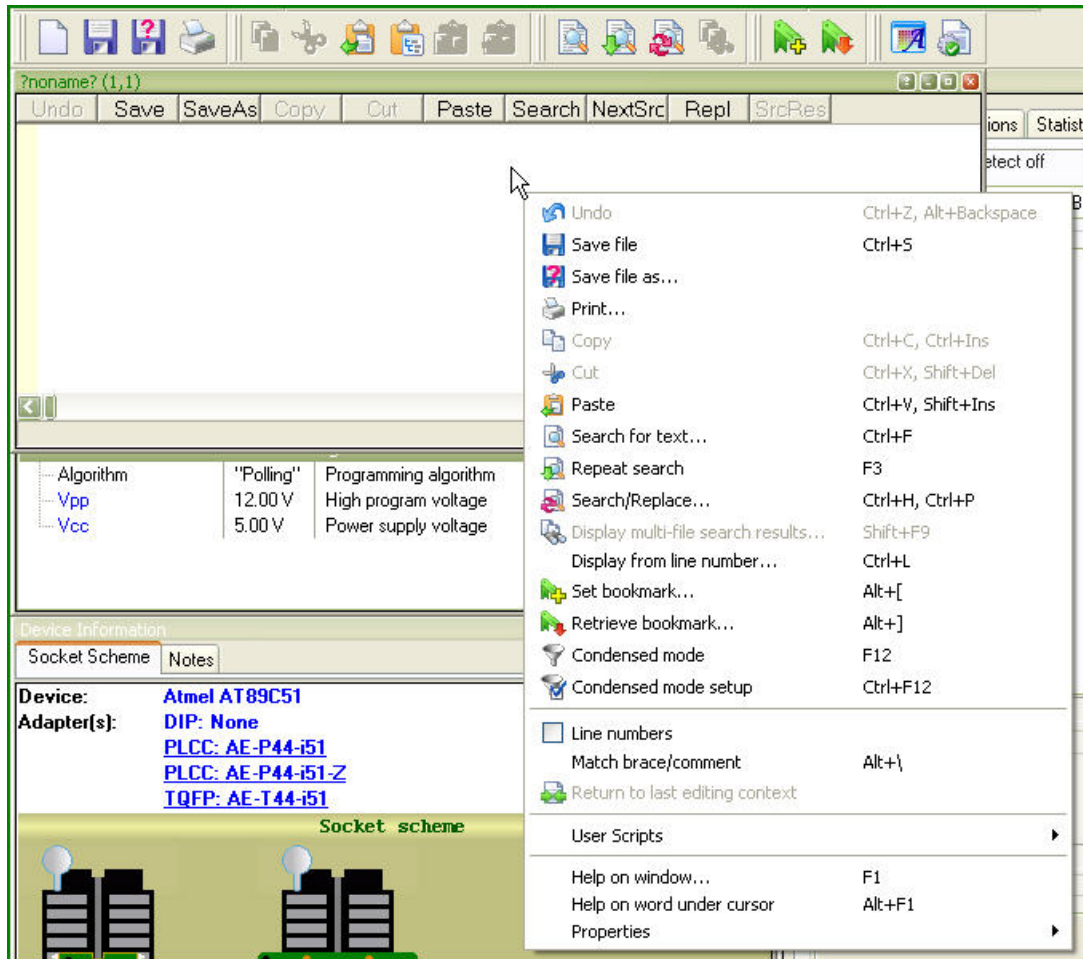 ?noname? (1,1)
Undo Save SaveAs Copy Cut Paste Search NextSrc Repl SrcRes
ions Statist
etect off
B
Undo Ctrl+Z, Alt+Backspace
Save file Ctrl+S
Save file as...
Print...
Copy Ctrl+C, Ctrl+Ins
Cut Ctrl+X, Shift+Del
Paste Ctrl+V, Shift+Ins
Search for text... Ctrl+F
Repeat search F3
Search/Replace... Ctrl+H, Ctrl+P
Display multi-file search results... Shift+F9
Display from line number... Ctrl+L
Set bookmark... Alt+[
Retrieve bookmark... Alt+]
Condensed mode F12
Condensed mode setup Ctrl+F12
Line numbers
Match brace/comment Alt+\
Return to last editing context
User Scripts
Help on window... F1
Help on word under cursor Alt+F1
Properties
Algorithm "Polling" Programming algorithm
Vpp 12.00 V High program voltage
Vcc 5.00 V Power supply voltage
Device Information
Socket Scheme Notes
Device: Atmel AT89C51
Adapter(s): DIP: None
PLCC: AE-P44-i51
PLCC: AE-P44-i51-Z
TQFP: AE-T44-i51
Socket scheme